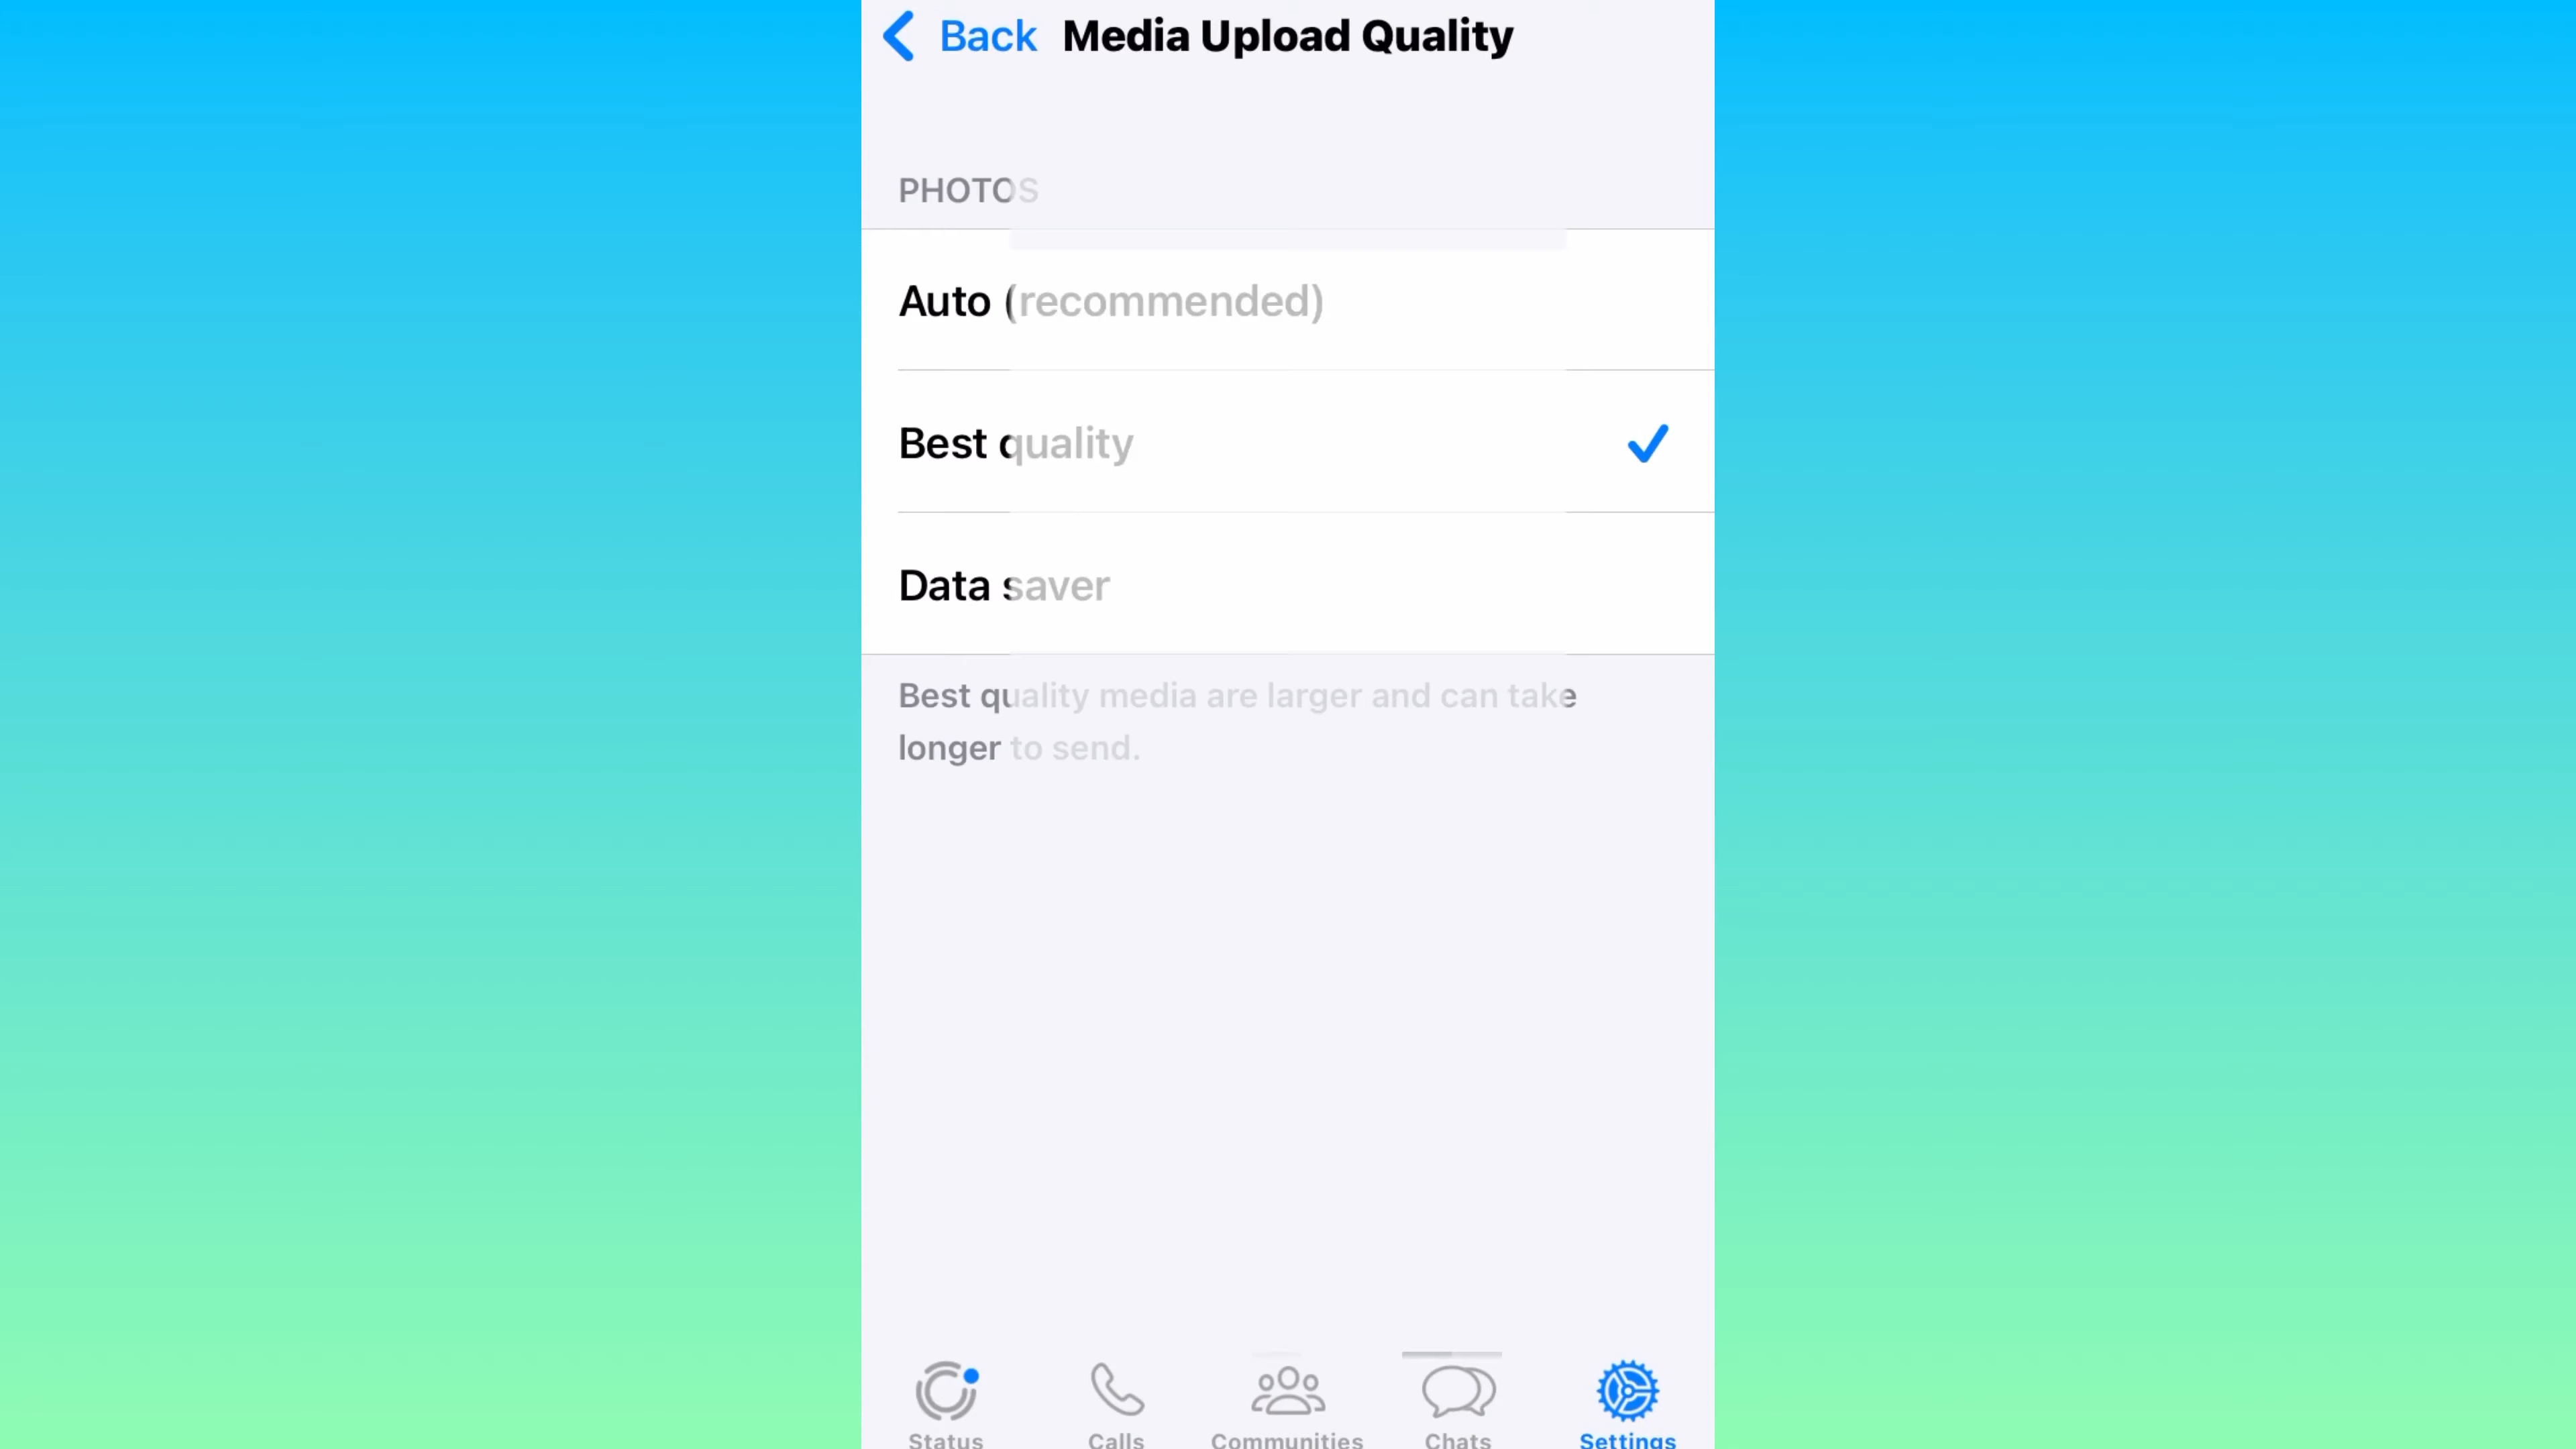 Back Media Upload Quality
PHOTOS
Auto (recommended)
Best quality
Data saver
Best quality media are larger and can take
longer to send.
Status Calls Communities Chats Settings